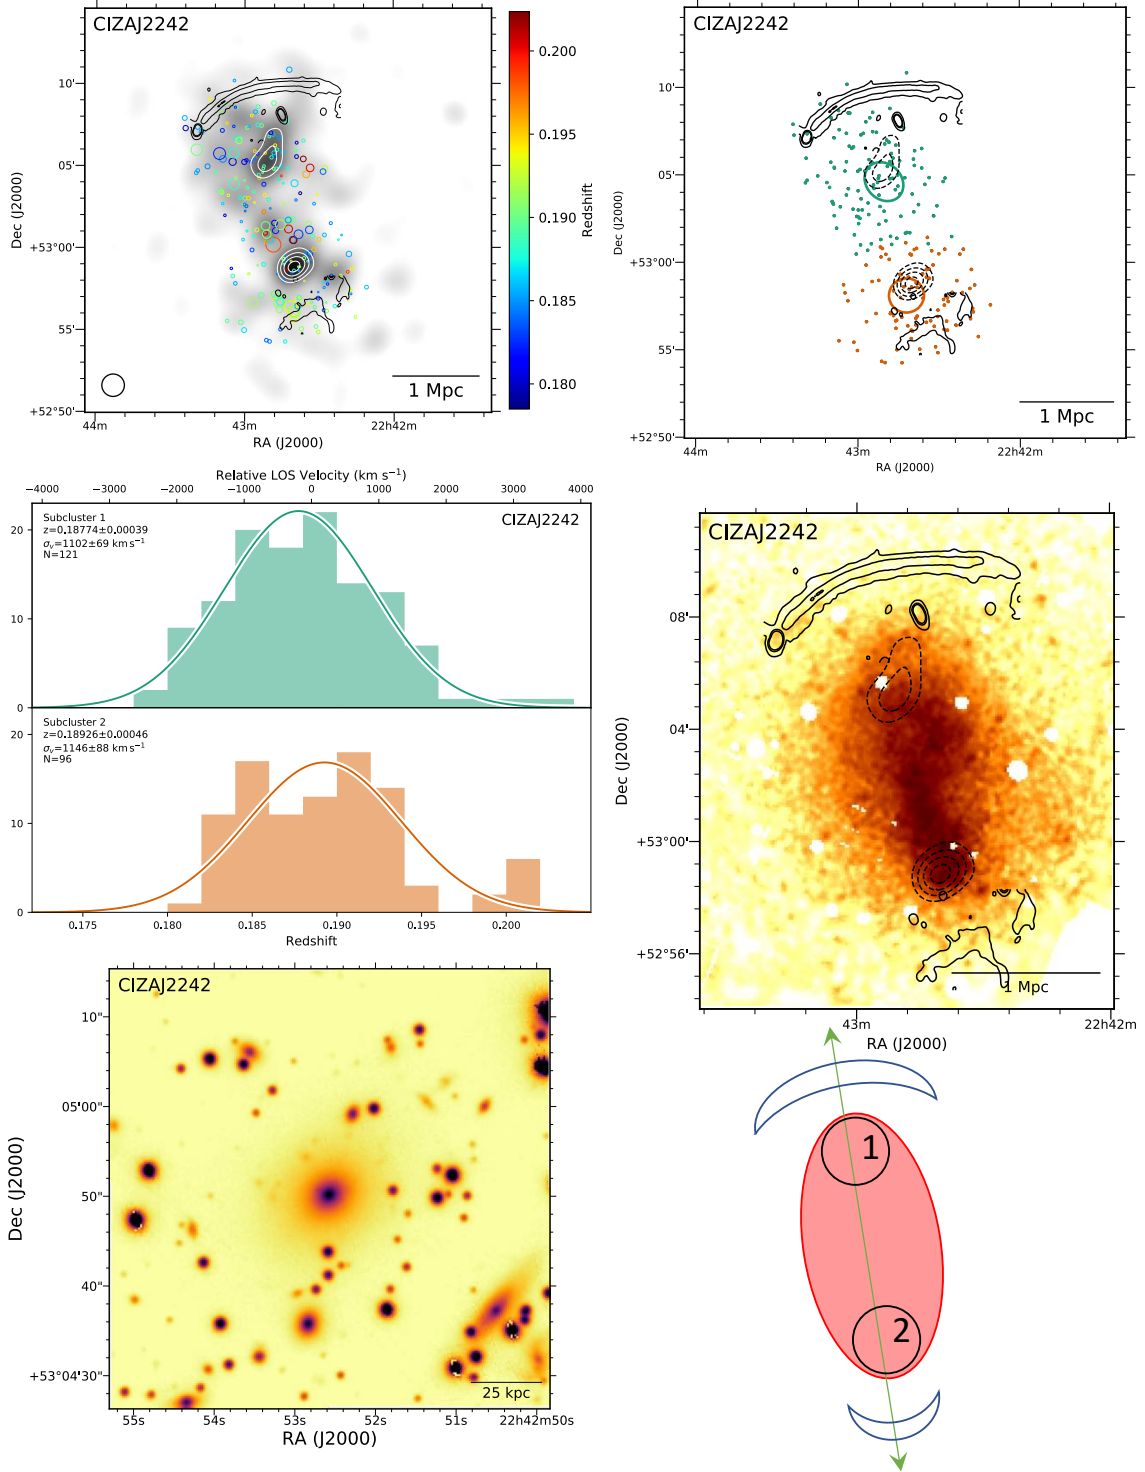 CIZAJ2242
10'
05'
+53°00'
55'
+52°50'
Dec (J2000)
44m
43m
22h42m
RA (J2000)
1 Mpc
0.200
0.195
0.190
0.185
0.180
Redshift
CIZAJ2242
10'
05'
+53°00'
55'
+52°50'
Dec (J2000)
44m
43m
22h42m
RA (J2000)
1 Mpc
Relative LOS Velocity (km s⁻¹)
−4000 −3000 −2000 −1000 0 1000 2000 3000 4000
Subcluster 1
z=0.18774±0.00039
σᵥ=1102±69 km s⁻¹
N=121
CIZAJ2242
20
10
0
Subcluster 2
z=0.18926±0.00046
σᵥ=1146±88 km s⁻¹
N=96
20
10
0
0.175 0.180 0.185 0.190 0.195 0.200
Redshift
CIZAJ2242
08'
04'
+53°00'
+52°56'
Dec (J2000)
1 Mpc
43m
22h42m
RA (J2000)
CIZAJ2242
10"
05'00"
50"
40"
+53°04'30"
Dec (J2000)
25 kpc
55s 54s 53s 52s 51s 22h42m50s
RA (J2000)
1
2